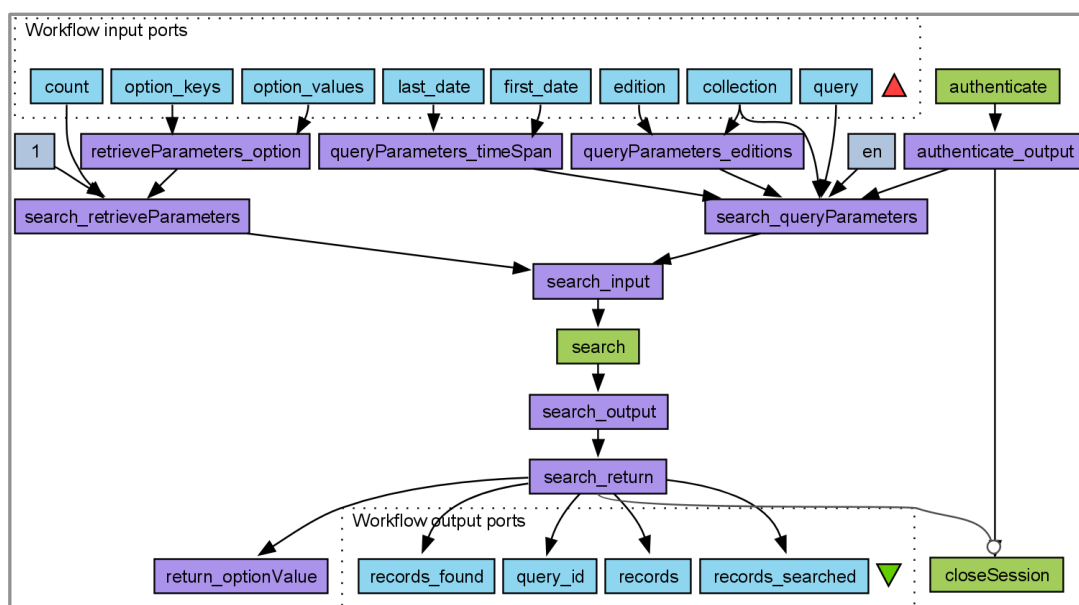 Workflow input ports
count
option_keys
option_values
last_date
first_date
edition
collection
query
authenticate
1
retrieveParameters_option
queryParameters_timeSpan
queryParameters_editions
en
authenticate_output
search_retrieveParameters
search_queryParameters
search_input
search
search_output
search_return
Workflow output ports
return_optionValue
records_found
query_id
records
records_searched
closeSession